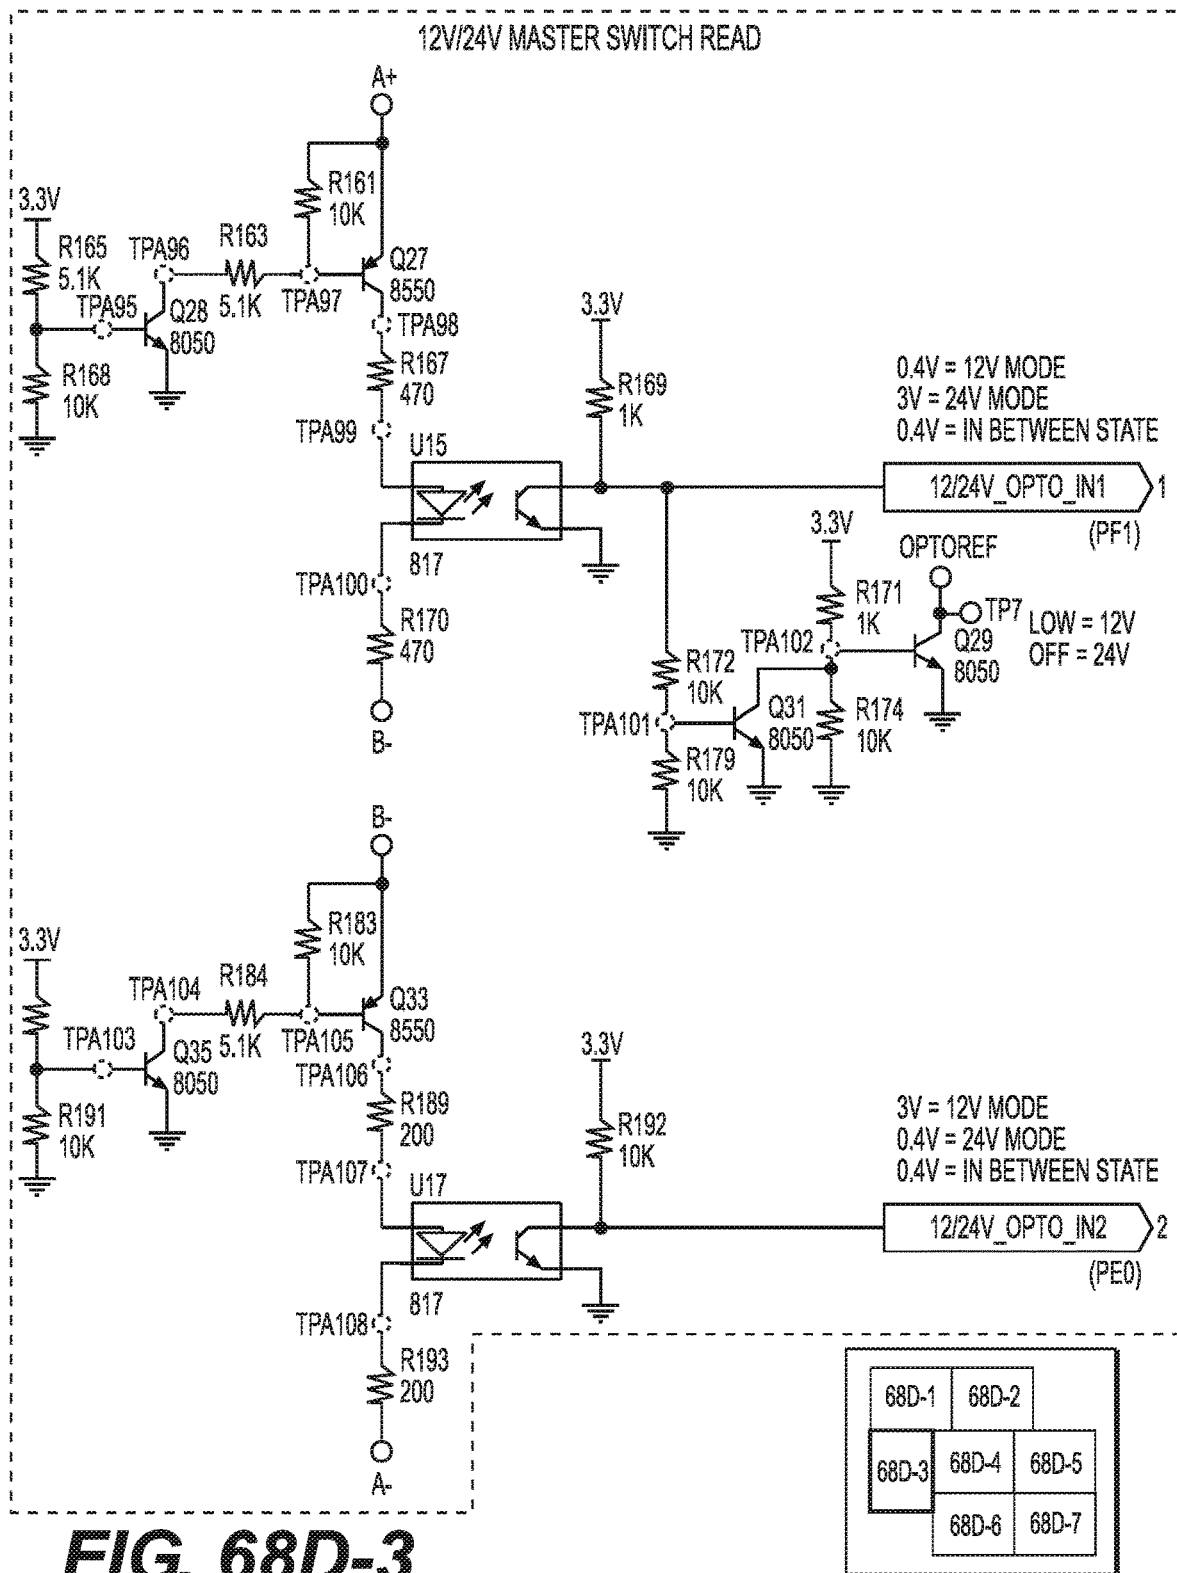 12V/24V MASTER SWITCH READ
A+
R161
10K
3.3V
R165
5.1K
TPA96
R163
5.1K
TPA95
Q28
8050
TPA97
Q27
8550
TPA98
R168
10K
R167
470
TPA99
U15
817
3.3V
R169
1K
0.4V = 12V MODE
3V = 24V MODE
0.4V = IN BETWEEN STATE
12/24V_OPTO_IN1
1
(PF1)
TPA100
R170
470
B-
3.3V
R171
1K
OPTOREF
TP7
TPA102
Q29
8050
LOW = 12V
OFF = 24V
R172
10K
TPA101
Q31
8050
R174
10K
R179
10K
B-
R183
10K
3.3V
TPA104
R184
5.1K
TPA103
Q35
8050
TPA105
Q33
8550
TPA106
R191
10K
R189
200
TPA107
U17
817
3.3V
R192
10K
3V = 12V MODE
0.4V = 24V MODE
0.4V = IN BETWEEN STATE
12/24V_OPTO_IN2
2
(PE0)
TPA108
R193
200
A-
68D-1
68D-2
68D-3
68D-4
68D-5
68D-6
68D-7
FIG. 68D-3